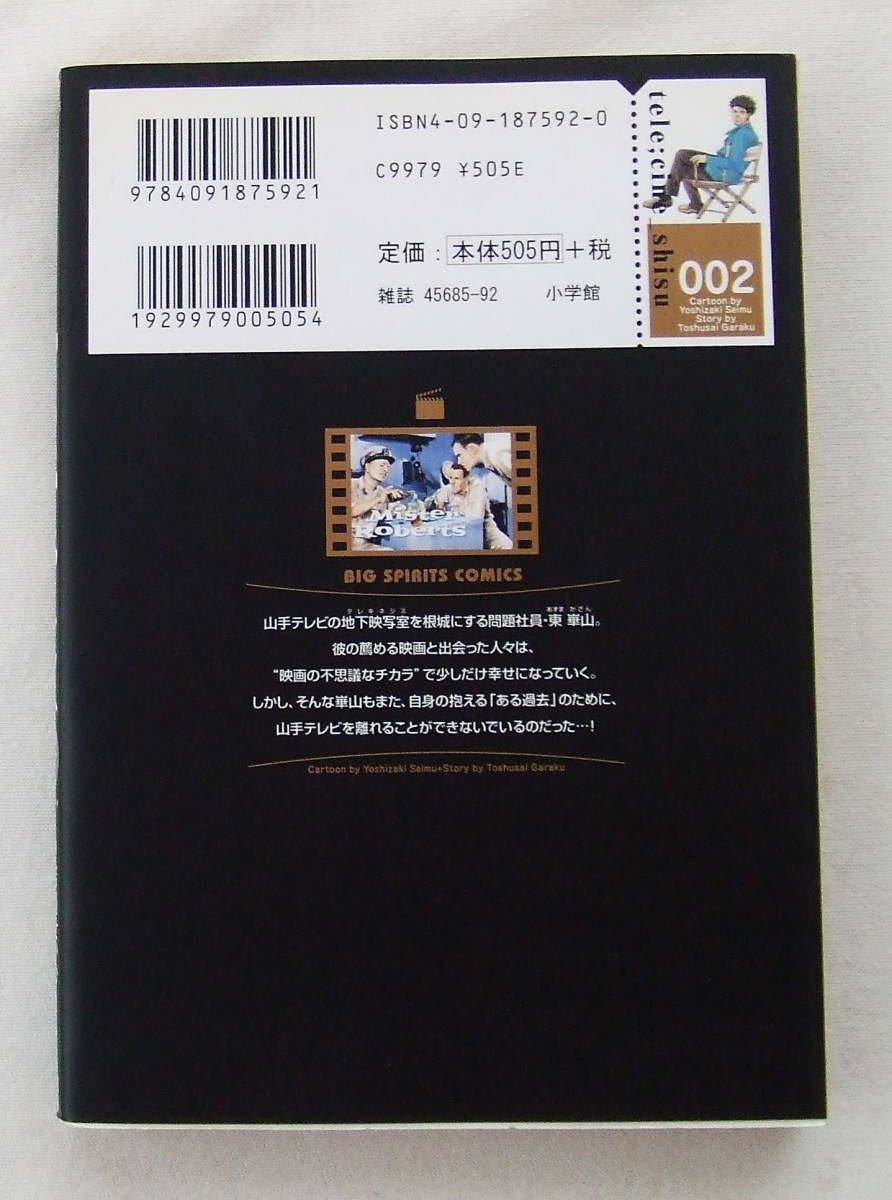 ISBN4-09-187592-0
9784091875921
C9979 ¥505E
定価：本体505円+税
雑誌 45685-92 小学館
1929979005054
tele;cine shisu
002
Cartoon by
Yoshizaki Seimu
Story by
Toshusai Garaku
Mister
Roberts
BIG SPIRITS COMICS
テレキネシス
あずま かざん
山手テレビの地下映写室を根城にする問題社員・東 崋山。
彼の薦める映画と出会った人々は、
“映画の不思議なチカラ”で少しだけ幸せになっていく。
しかし、そんな崋山もまた、自身の抱える「ある過去」のために、
山手テレビを離れることができないでいるのだった…!
Cartoon by Yoshizaki Seimu+Story by Toshusai Garaku